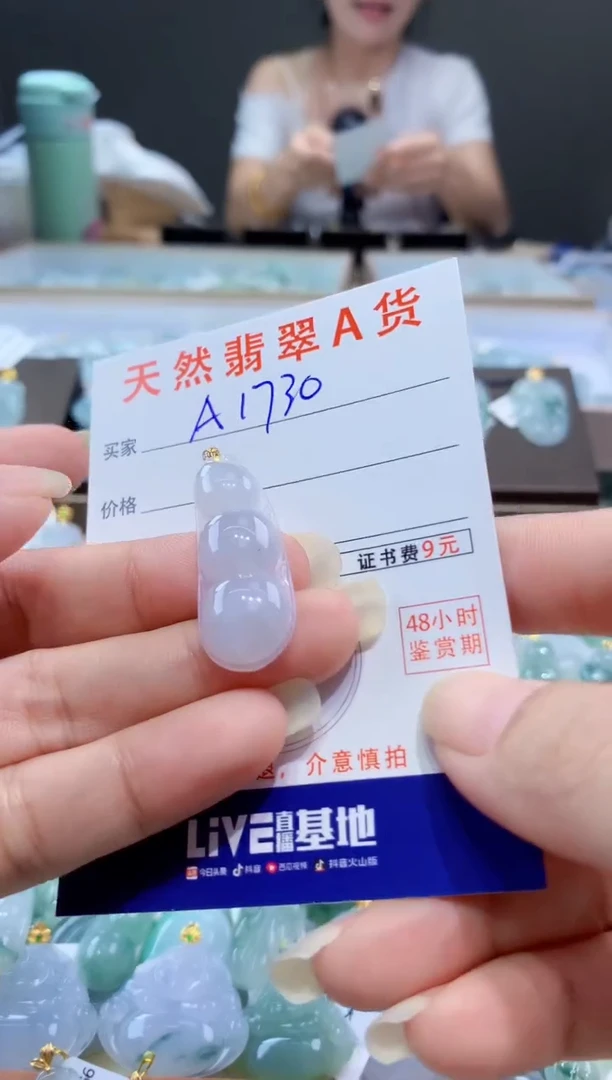 天然翡翠A货
买家 A1730
价格
证书费9元
48小时
鉴赏期
，介意慎拍
LiVE直播基地
今日头条 抖音 西瓜视频 抖音火山版